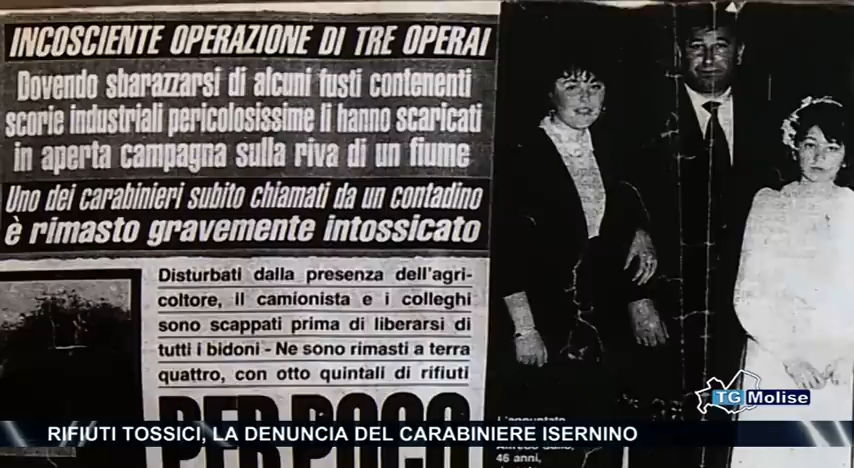 INCOSCIENTE OPERAZIONE DI TRE OPERAI
Dovendo sbarazzarsi di alcuni fusti contenenti
scorie industriali pericolosissime li hanno scaricati
in aperta campagna sulla riva di un fiume
Uno dei carabinieri subito chiamati da un contadino
è rimasto gravemente intossicato
Disturbati dalla presenza dell'agri-
coltore, il camionista e i colleghi
sono scappati prima di liberarsi di
tutti i bidoni - Ne sono rimasti a terra
quattro, con otto quintali di rifiuti
PER POCO
L'appuntato
46 anni,
TG Molise
RIFIUTI TOSSICI, LA DENUNCIA DEL CARABINIERE ISERNINO